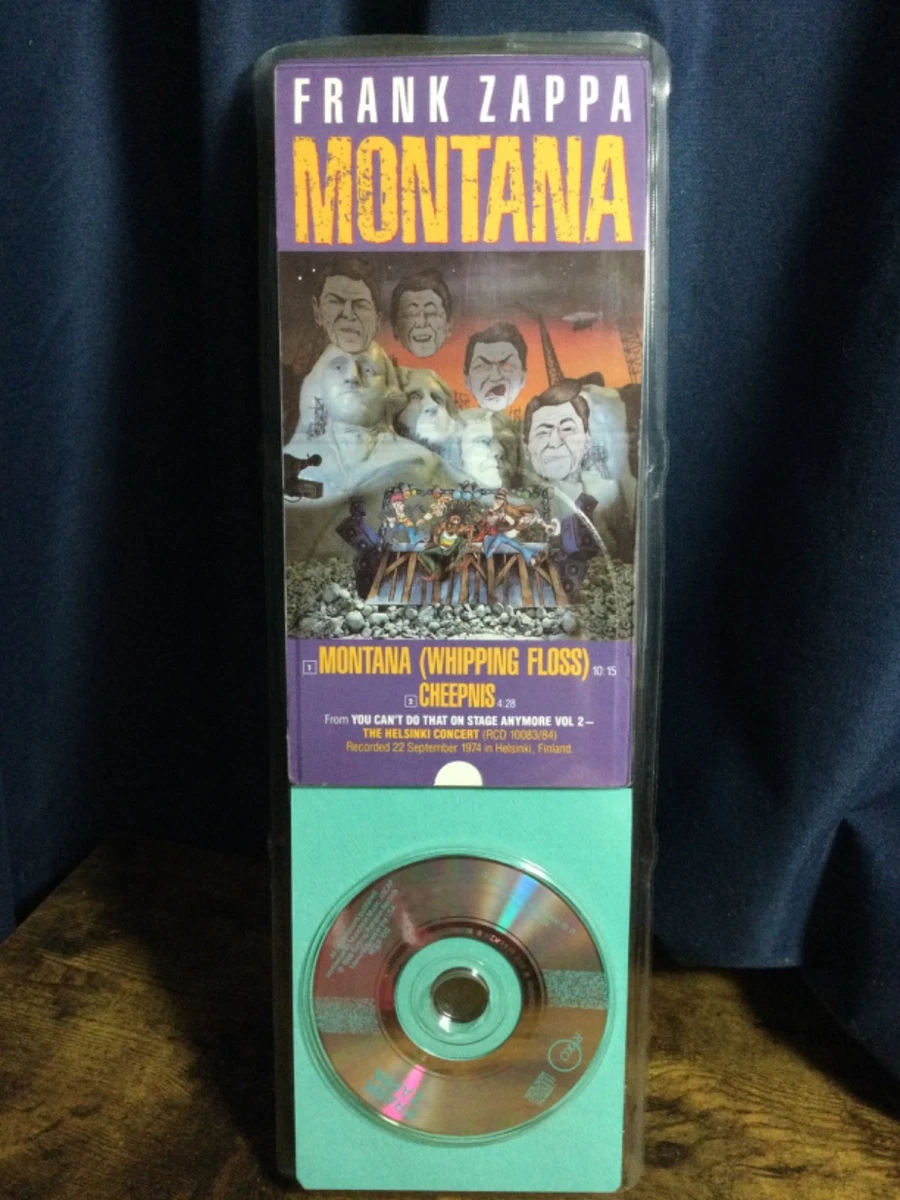 FRANK ZAPPA
MONTANA
1 MONTANA (WHIPPING FLOSS) 10:15
2 CHEEPNIS 4:28
From YOU CAN'T DO THAT ON STAGE ANYMORE VOL 2–
THE HELSINKI CONCERT (RCD 10083/84)
Recorded 22 September 1974 in Helsinki, Finland.